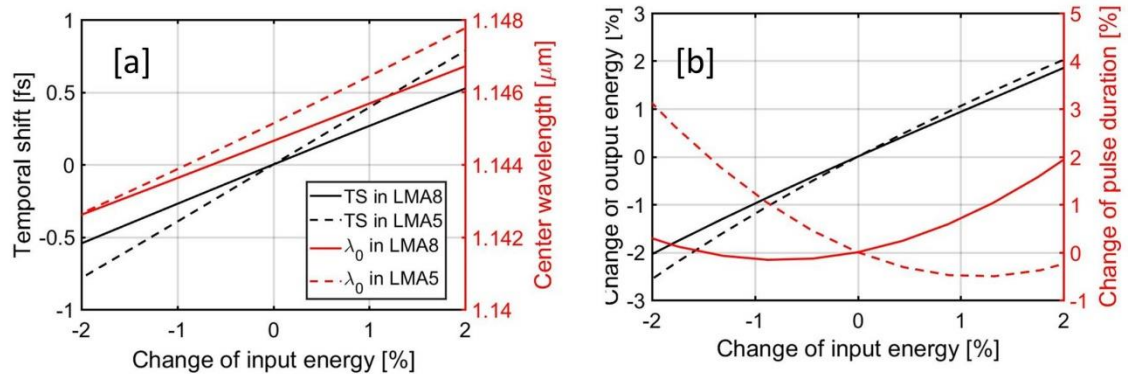 [a]
Temporal shift [fs]
1
0.5
0
-0.5
-1
-2
-1
0
1
2
Change of input energy [%]
1.148
1.146
1.144
1.142
1.14
Center wavelength [μm]
TS in LMA8
TS in LMA5
λ0 in LMA8
λ0 in LMA5
[b]
Change of output energy [%]
3
2
1
0
-1
-2
-3
-2
-1
0
1
2
Change of input energy [%]
5
4
3
2
1
0
-1
Change of pulse duration [%]